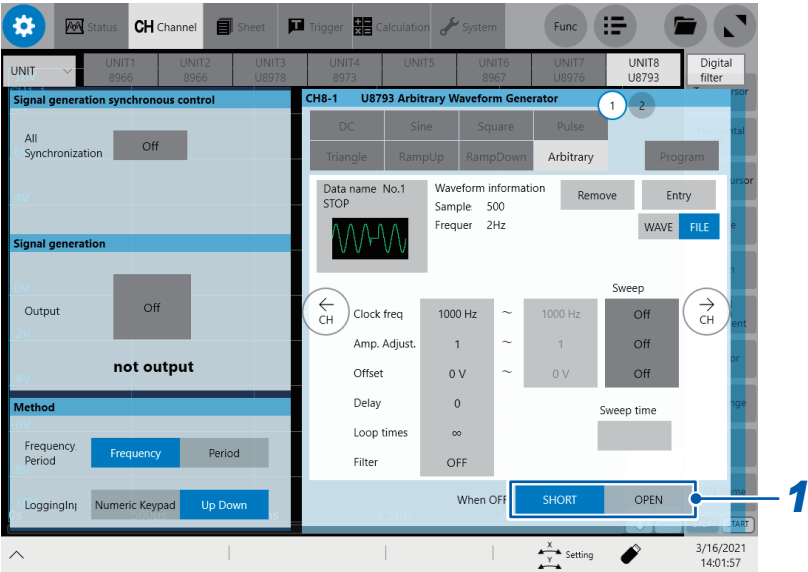 Status CH Channel Sheet Trigger Calculation System Func
UNIT
UNIT1 UNIT2 UNIT3 UNIT4 UNIT5 UNIT6 UNIT7 UNIT8 Digital
8966 8966 U8978 8973 8967 U8976 U8793 filter
Signal generation synchronous control
All
Synchronization
Off
Signal generation
Output
Off
not output
Method
Frequency.
Period
Frequency Period
LoggingInp
Numeric Keypad Up Down
CH8-1 U8793 Arbitrary Waveform Generator
1 2
DC Sine Square Pulse
Triangle RampUp RampDown Arbitrary Program
Data name No.1
STOP
Waveform information
Sample 500
Frequer 2Hz
Remove Entry
WAVE FILE
Sweep
CH
CH
Clock freq 1000 Hz ~ 1000 Hz Off
Amp. Adjust. 1 ~ 1 Off
Offset 0 V ~ 0 V Off
Delay 0
Sweep time
Loop times ∞
Filter OFF
When OFF SHORT OPEN
1
X
Y
Setting
3/16/2021
14:01:57